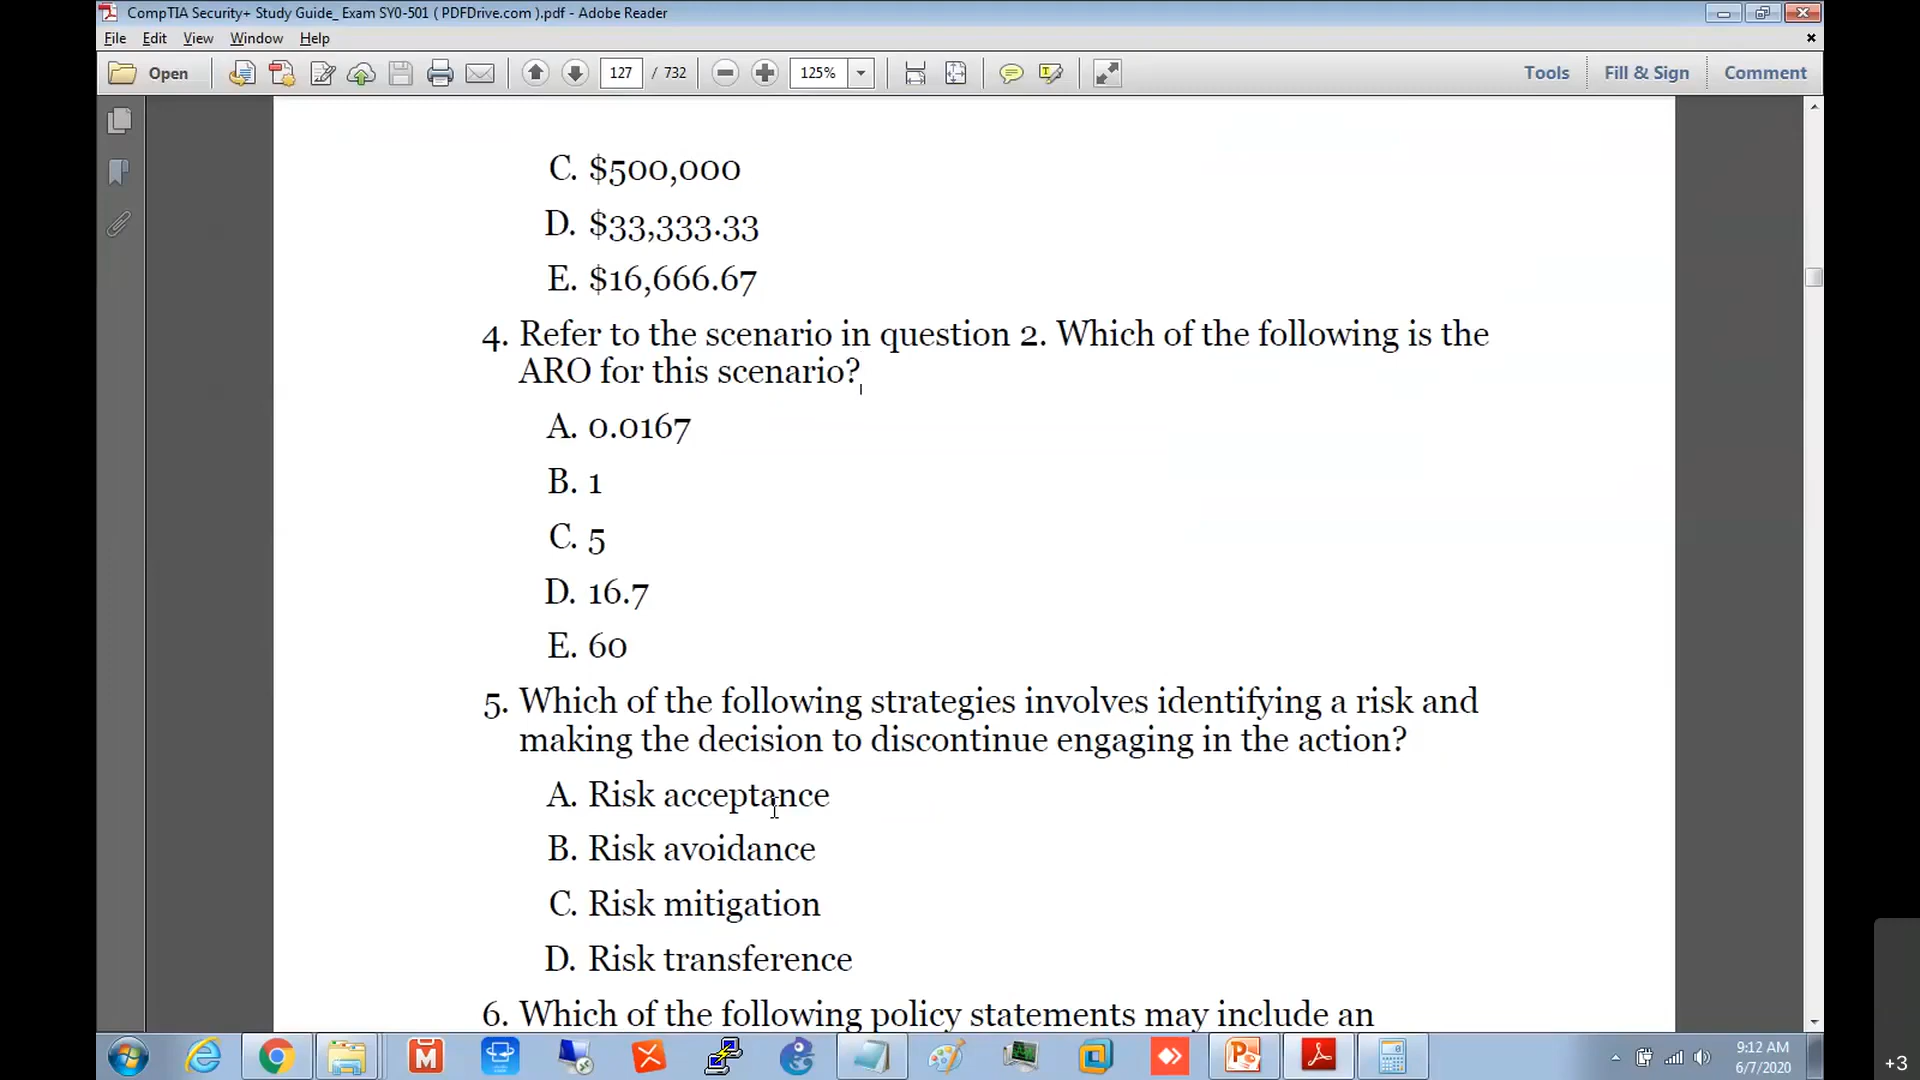 CompTIA Security+ Study Guide_ Exam SY0-501 ( PDFDrive.com ).pdf - Adobe Reader
File Edit View Window Help
Open 127 / 732 125% Tools Fill & Sign Comment
C. $500,000
D. $33,333.33
E. $16,666.67
4. Refer to the scenario in question 2. Which of the following is the
ARO for this scenario?
A. 0.0167
B. 1
C. 5
D. 16.7
E. 60
5. Which of the following strategies involves identifying a risk and
making the decision to discontinue engaging in the action?
A. Risk acceptance
B. Risk avoidance
C. Risk mitigation
D. Risk transference
6. Which of the following policy statements may include an
9:12 AM
6/7/2020
+3